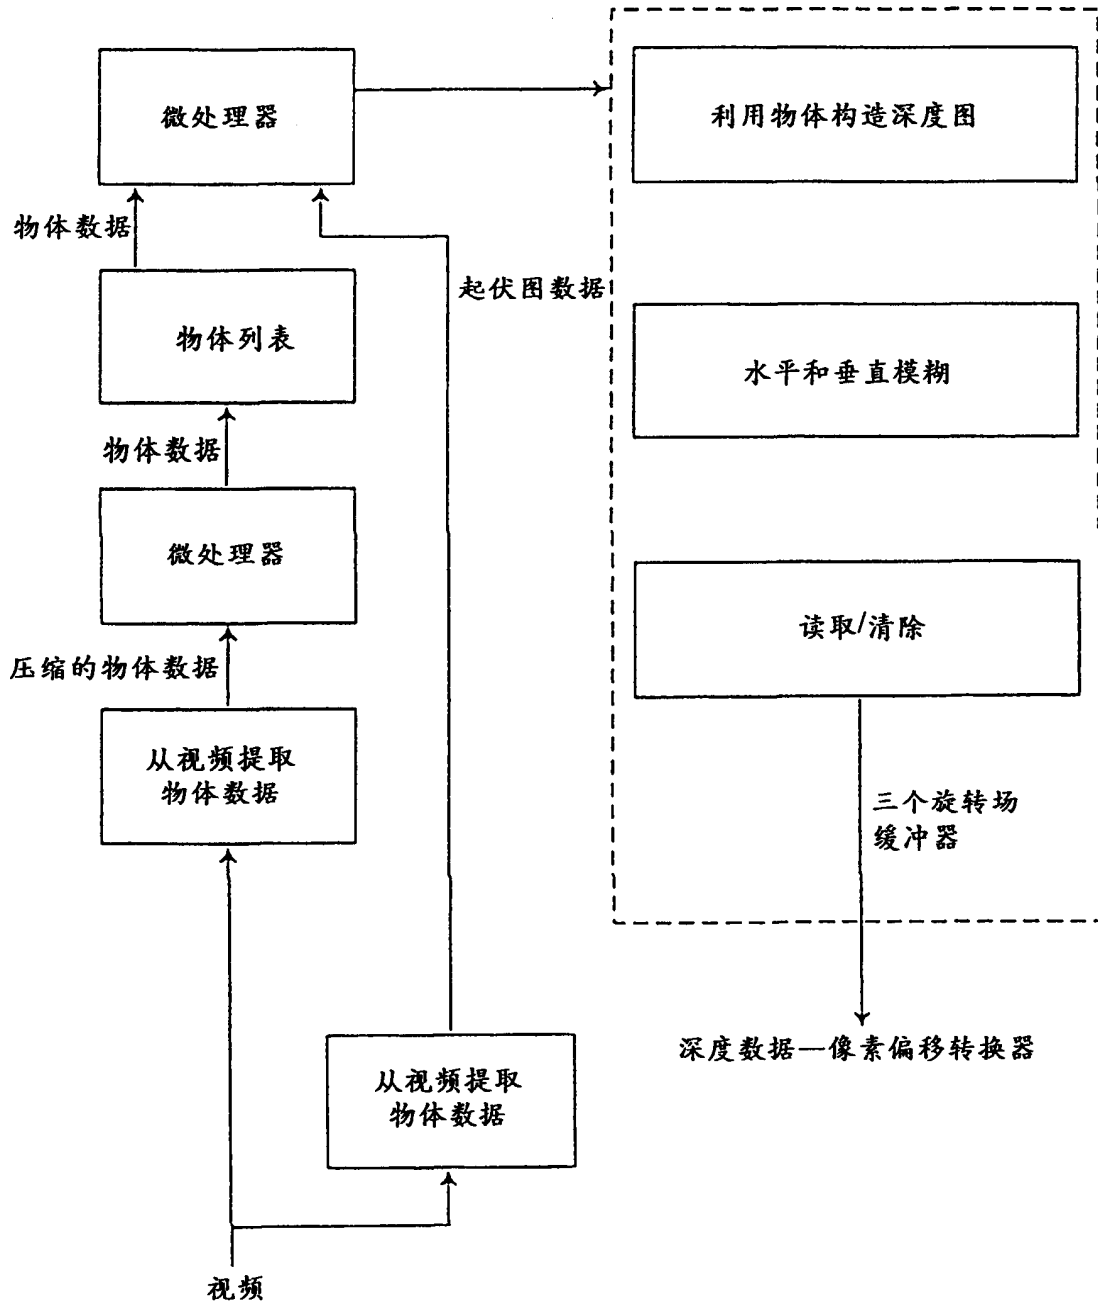 微处理器
利用物体构造深度图
物体数据
起伏图数据
物体列表
水平和垂直模糊
物体数据
微处理器
读取/清除
压缩的物体数据
从视频提取
物体数据
三个旋转场
缓冲器
深度数据—像素偏移转换器
从视频提取
物体数据
视频